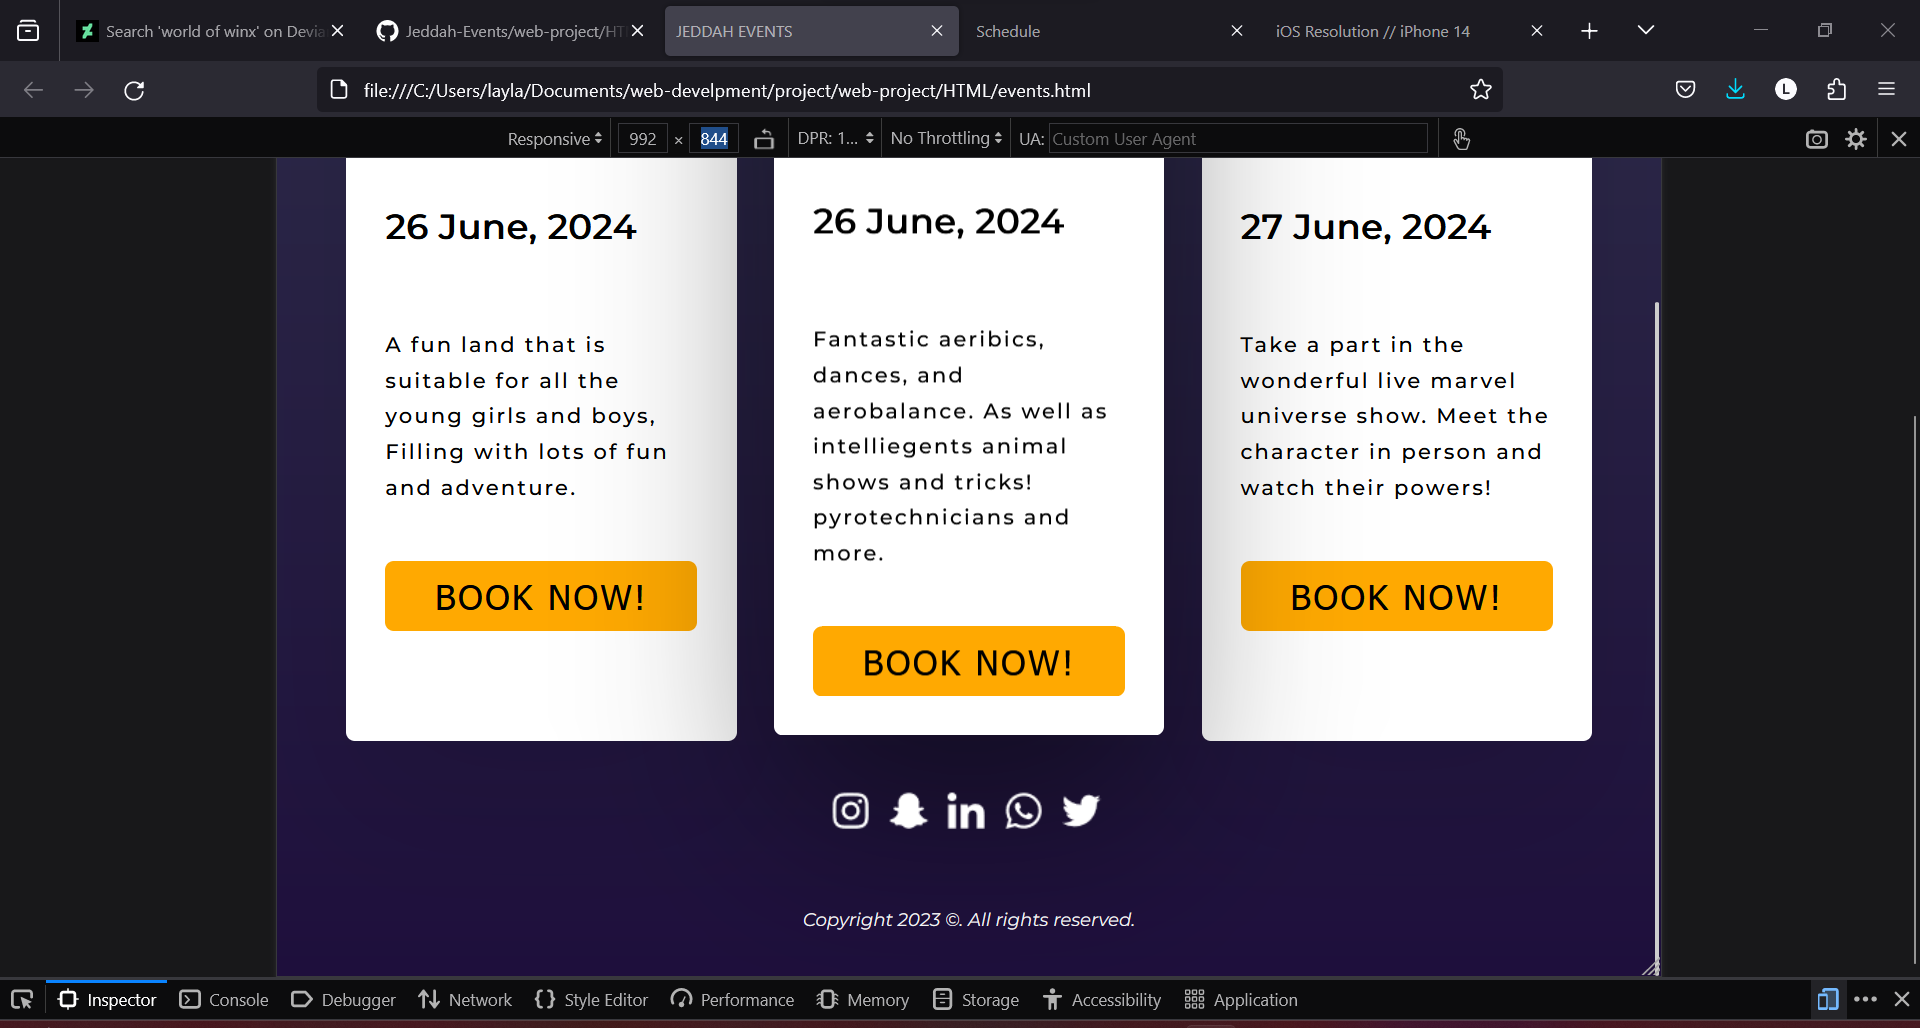 Search 'world of winx' on Devia
Jeddah-Events/web-project/HT
JEDDAH EVENTS
Schedule
iOS Resolution // iPhone 14
file:///C:/Users/layla/Documents/web-develpment/project/web-project/HTML/events.html
L
Responsive
992 × 844
DPR: 1...
No Throttling
UA: Custom User Agent
26 June, 2024
A fun land that is
suitable for all the
young girls and boys,
Filling with lots of fun
and adventure.
BOOK NOW!
26 June, 2024
Fantastic aeribics,
dances, and
aerobalance. As well as
intelliegents animal
shows and tricks!
pyrotechnicians and
more.
BOOK NOW!
27 June, 2024
Take a part in the
wonderful live marvel
universe show. Meet the
character in person and
watch their powers!
BOOK NOW!
in
Copyright 2023 ©. All rights reserved.
Inspector
Console
Debugger
Network
Style Editor
Performance
Memory
Storage
Accessibility
Application